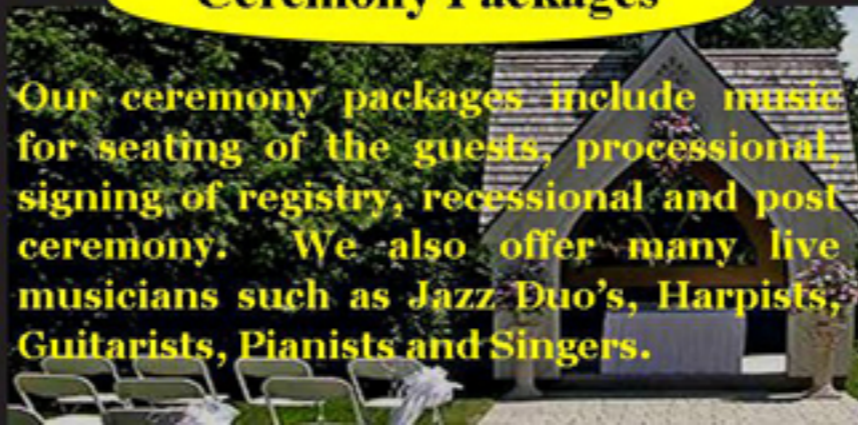 Ceremony Packages
Our ceremony packages include music
for seating of the guests, processional,
signing of registry, recessional and post
ceremony. We also offer many live
musicians such as Jazz Duo's, Harpists,
Guitarists, Pianists and Singers.